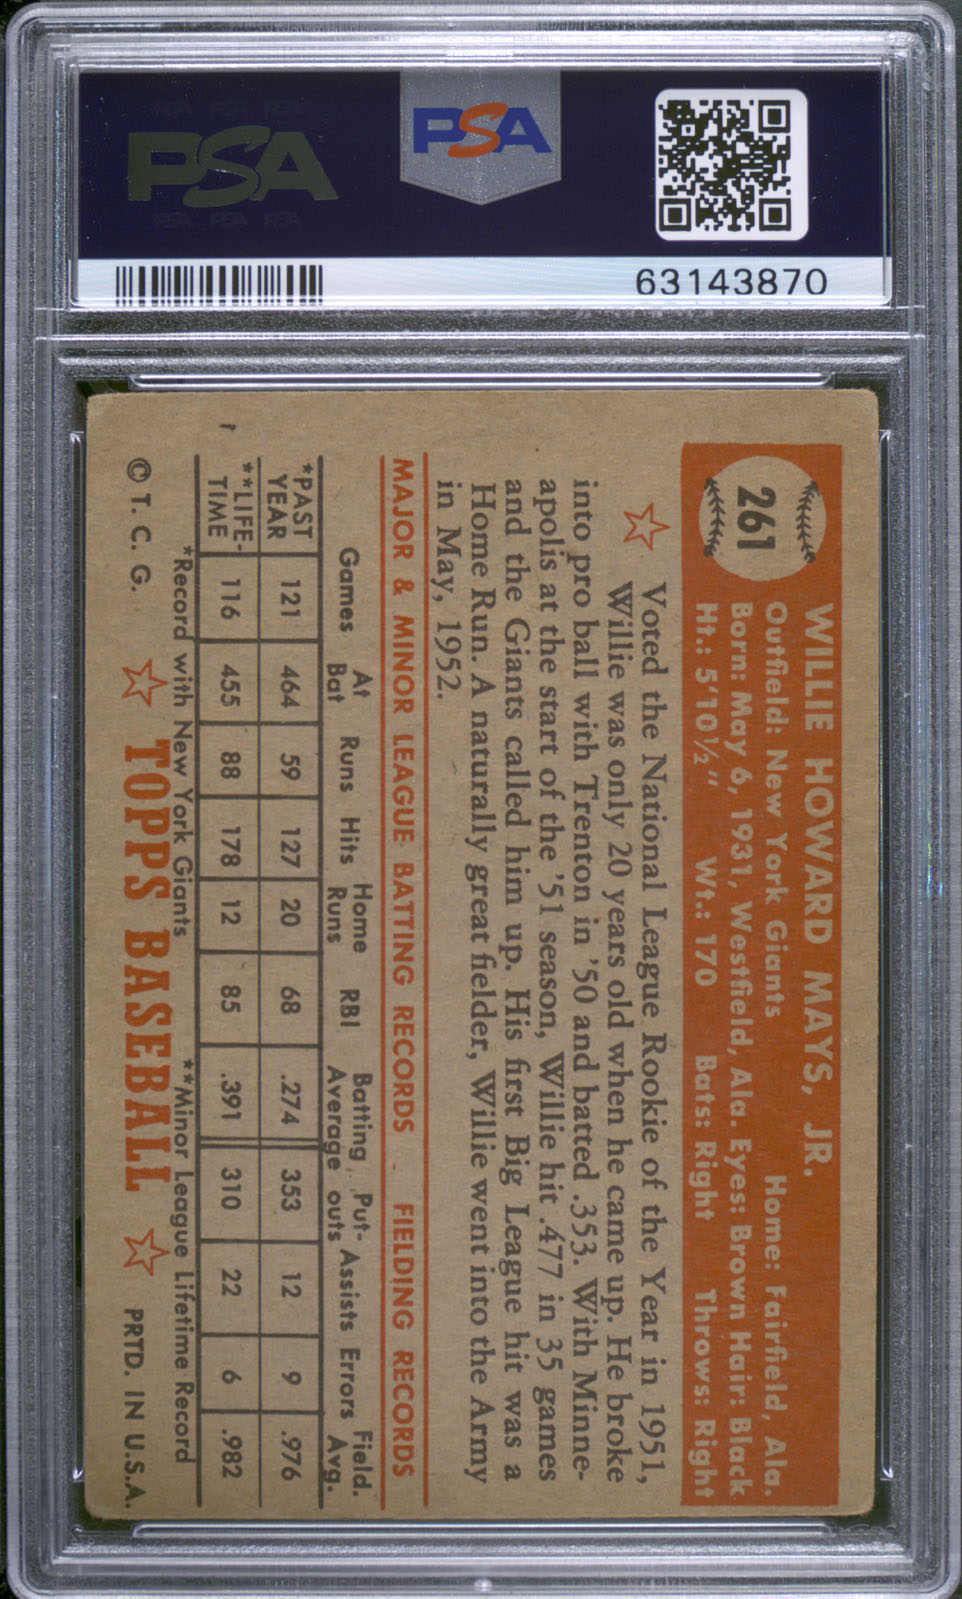 PSA PSA PSA
PSA
PSA PSA PSA
PSA
63143870
261
WILLIE HOWARD MAYS, JR.
Outfield: New York Giants Home: Fairfield, Ala.
Born: May 6, 1931, Westfield, Ala. Eyes: Brown Hair: Black
Ht.: 5'10½" Wt.: 170 Bats: Right Throws: Right
Voted the National League Rookie of the Year in 1951,
Willie was only 20 years old when he came up. He broke
into pro ball with Trenton in '50 and batted .353. With Minne-
apolis at the start of the '51 season, Willie hit .477 in 35 games
and the Giants called him up. His first Big League hit was a
Home Run. A naturally great fielder, Willie went into the Army
in May, 1952.
MAJOR & MINOR LEAGUE BATTING RECORDS FIELDING RECORDS
Games At Bat Runs Hits Home Runs RBI Batting Average Put-outs Assists Errors Field. Avg.
*PAST YEAR 121 464 59 127 20 68 .274 353 12 9 .976
**LIFE-TIME 116 455 88 178 12 85 .391 310 22 6 .982
*Record with New York Giants **Minor League Lifetime Record
© T. C. G. TOPPS BASEBALL PRTD. IN U.S.A.